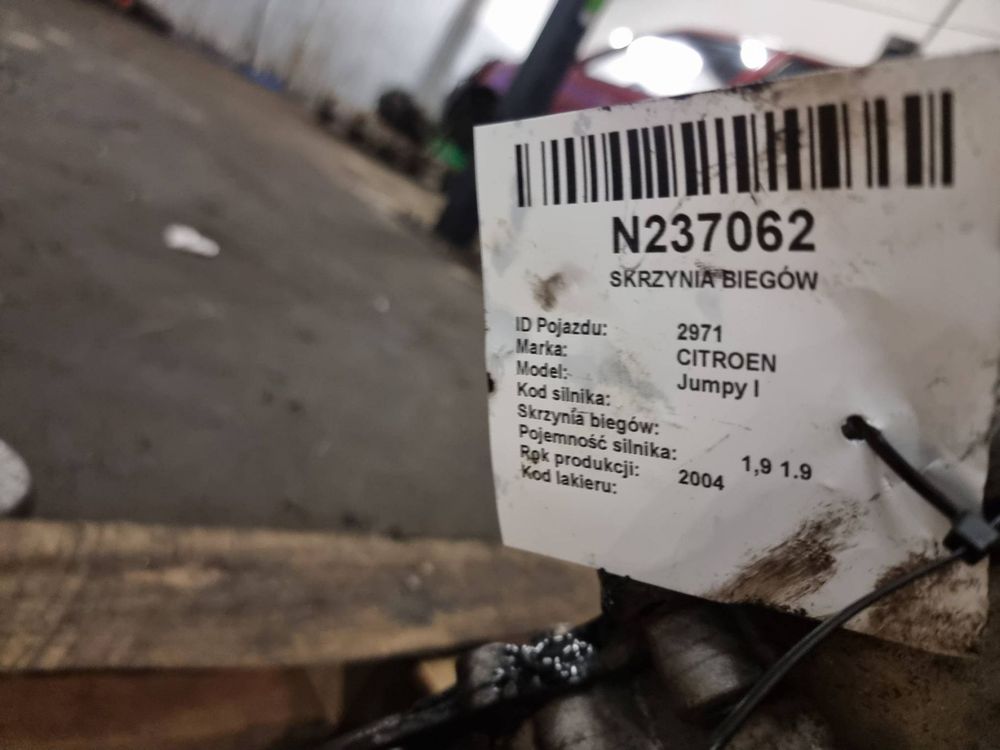 N237062
SKRZYNIA BIEGÓW
ID Pojazdu: 2971
Marka: CITROEN
Model: Jumpy I
Kod silnika:
Skrzynia biegów:
Pojemność silnika: 1,9 1.9
Rok produkcji: 2004
Kod lakieru: